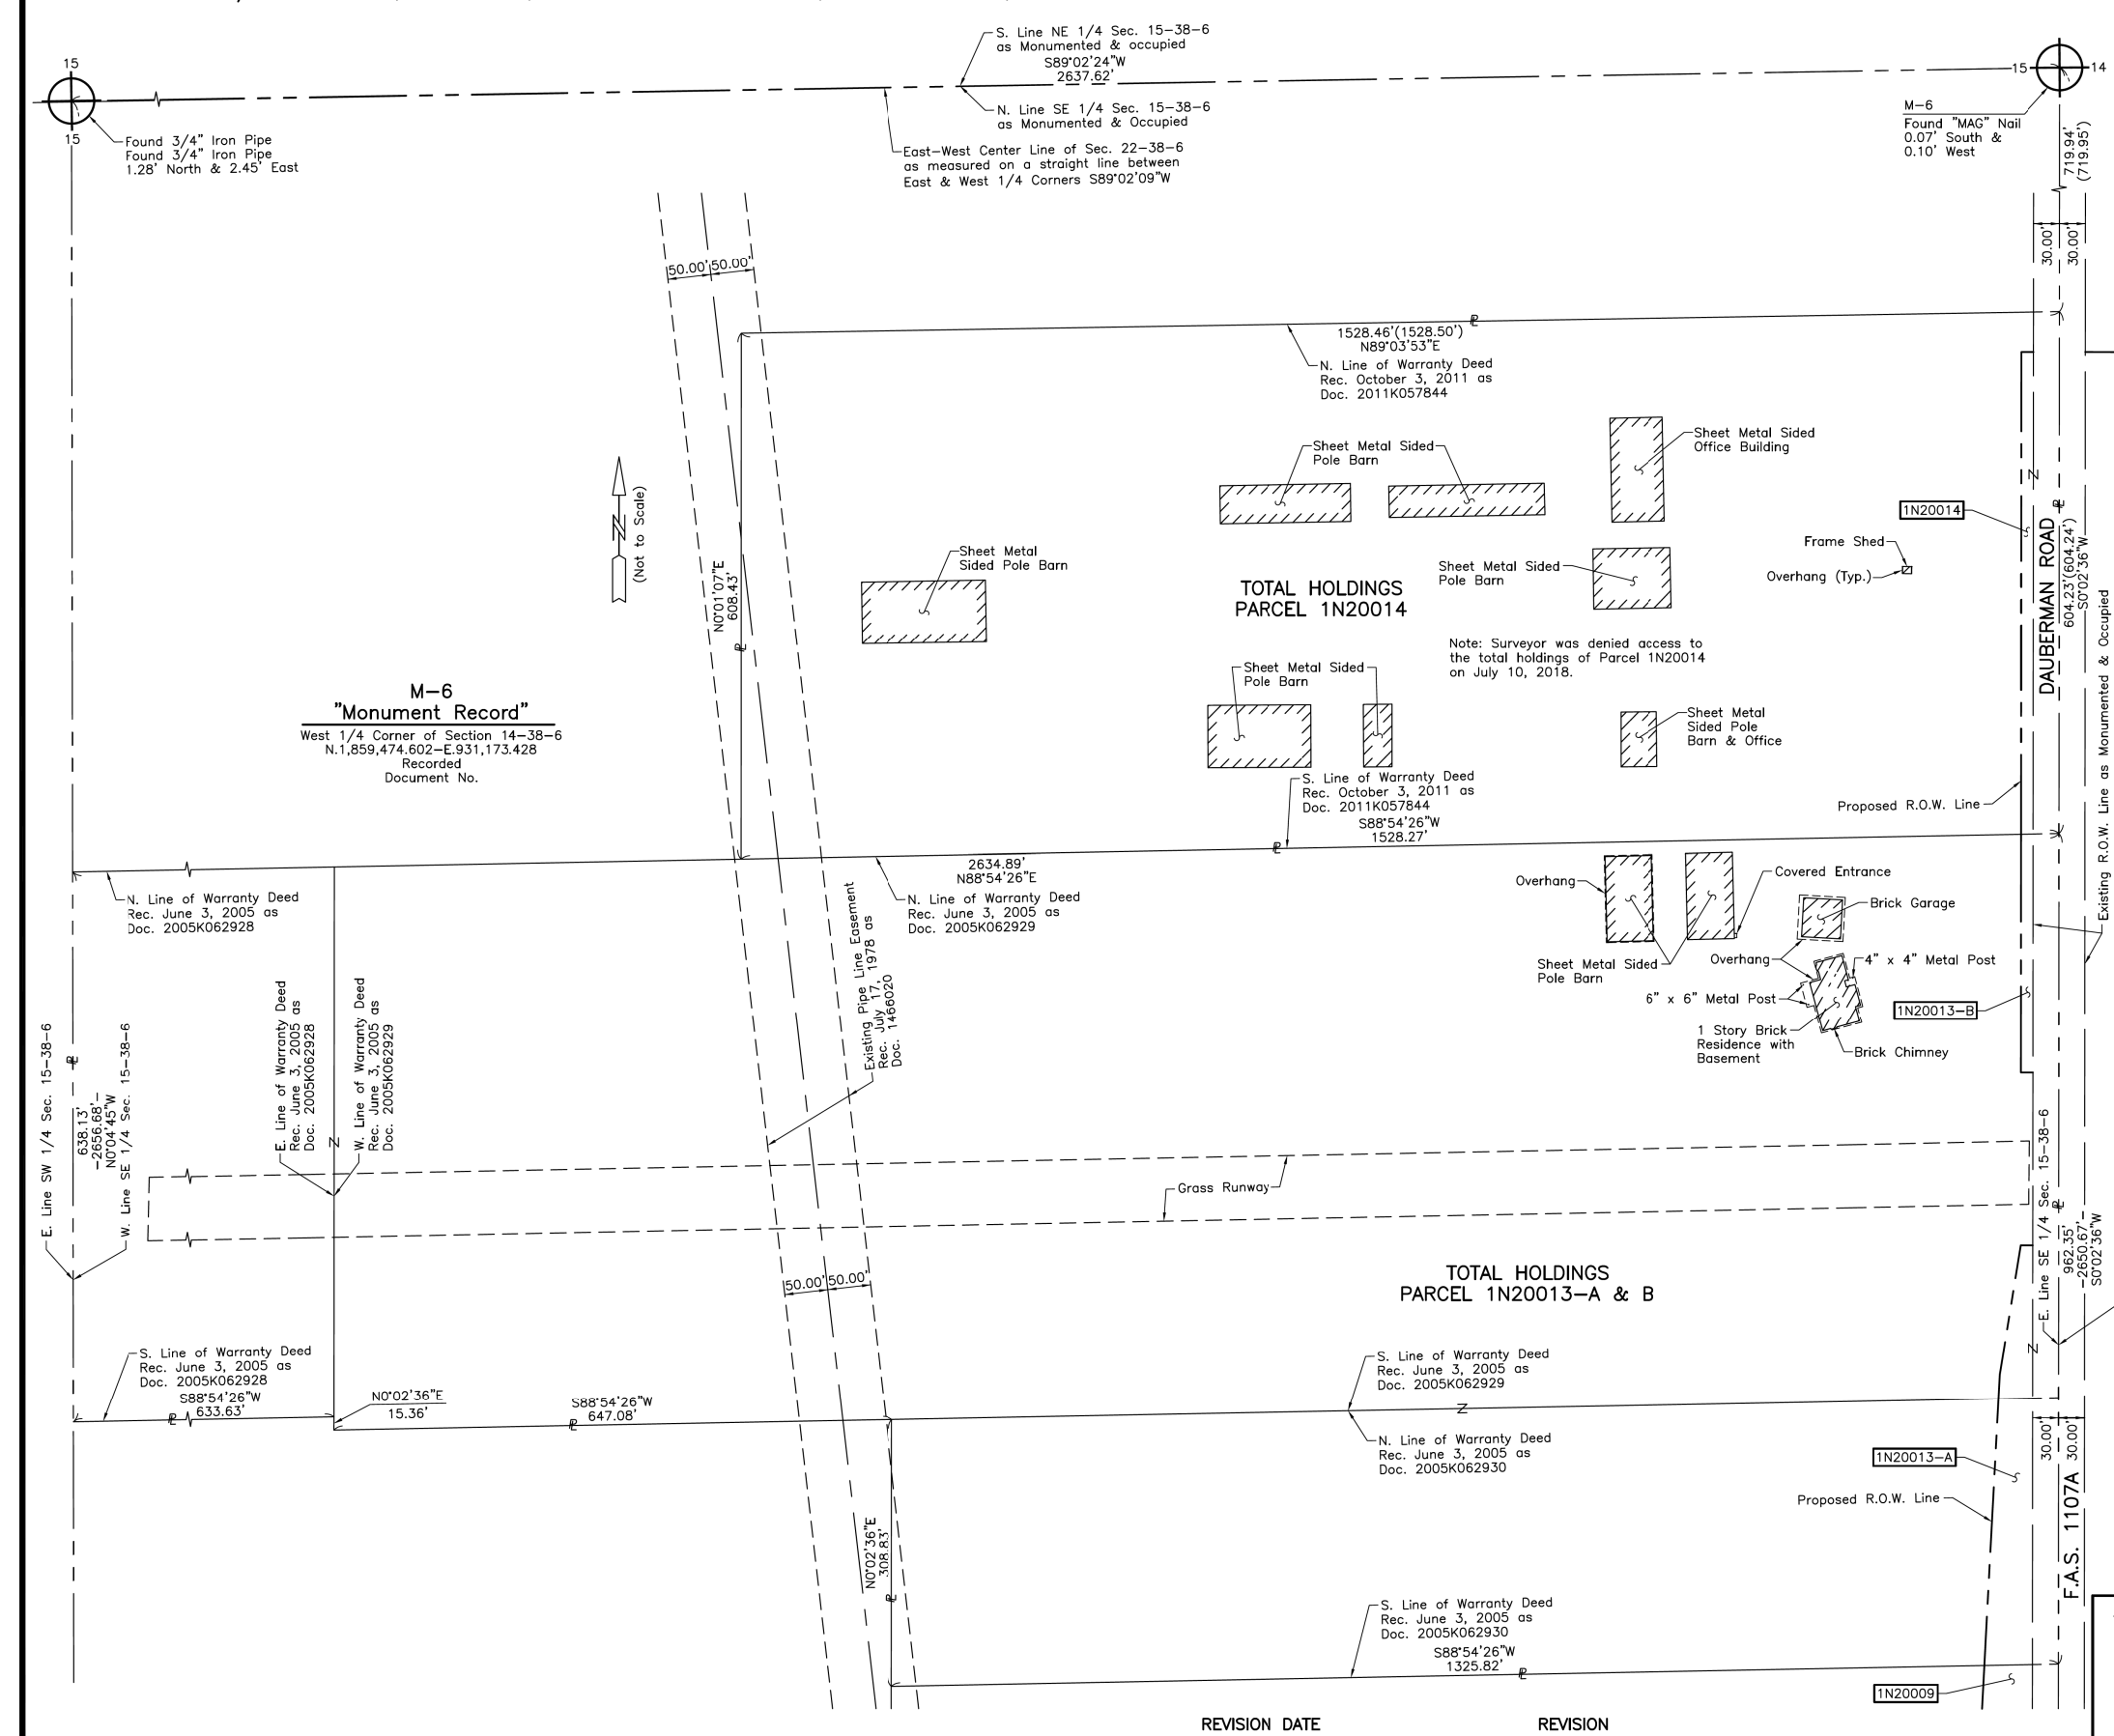 S. Line NE 1/4 Sec. 15-38-6
as Monumented & occupied
S89°02'24"W
2637.62'
N. Line SE 1/4 Sec. 15-38-6
as Monumented & Occupied
East-West Center Line of Sec. 22-38-6
as measured on a straight line between
East & West 1/4 Corners S89°02'09"W
15
15
Found 3/4" Iron Pipe
Found 3/4" Iron Pipe
1.28' North & 2.45' East
15
14
M-6
Found "MAG" Nail
0.07' South &
0.10' West
719.94'
(719.95')
30.00'
30.00'
50.00'
50.00'
1528.46'(1528.50')
N89°03'53"E
N. Line of Warranty Deed
Rec. October 3, 2011 as
Doc. 2011K057844
Sheet Metal Sided
Pole Barn
Sheet Metal Sided
Office Building
1N20014
(Not to Scale)
N
Sheet Metal
Sided Pole Barn
Sheet Metal Sided
Pole Barn
Frame Shed
Overhang (Typ.)
DAUBERMAN ROAD
604.23'(604.24')
S0°02'36"W
N0°01'07"E
608.43'
TOTAL HOLDINGS
PARCEL 1N20014
Note: Surveyor was denied access to
the total holdings of Parcel 1N20014
on July 10, 2018.
Existing R.O.W. Line as Monumented & Occupied
Sheet Metal Sided
Pole Barn
Sheet Metal
Sided Pole
Barn & Office
M-6
"Monument Record"
West 1/4 Corner of Section 14-38-6
N.1,859,474.602-E.931,173.428
Recorded
Document No.
S. Line of Warranty Deed
Rec. October 3, 2011 as
Doc. 2011K057844
S88°54'26"W
1528.27'
Proposed R.O.W. Line
2634.89'
N88°54'26"E
N. Line of Warranty Deed
Rec. June 3, 2005 as
Doc. 2005K062928
N. Line of Warranty Deed
Rec. June 3, 2005 as
Doc. 2005K062929
Overhang
Covered Entrance
Brick Garage
Sheet Metal Sided
Pole Barn
Overhang
4" x 4" Metal Post
6" x 6" Metal Post
1N20013-B
1 Story Brick
Residence with
Basement
Brick Chimney
Existing Pipe Line Easement
Rec. July 17, 1978 as
Doc. 1466020
E. Line of Warranty Deed
Rec. June 3, 2005 as
Doc. 2005K062928
W. Line of Warranty Deed
Rec. June 3, 2005 as
Doc. 2005K062929
E. Line SW 1/4 Sec. 15-38-6
638.13'
-2656.68'-
N0°04'45"W
W. Line SE 1/4 Sec. 15-38-6
Grass Runway
E. Line SE 1/4 Sec. 15-38-6
962.35'
-2650.67'-
S0°02'36"W
TOTAL HOLDINGS
PARCEL 1N20013-A & B
50.00'
50.00'
S. Line of Warranty Deed
Rec. June 3, 2005 as
Doc. 2005K062928
S88°54'26"W
633.63'
N0°02'36"E
15.36'
S88°54'26"W
647.08'
S. Line of Warranty Deed
Rec. June 3, 2005 as
Doc. 2005K062929
N. Line of Warranty Deed
Rec. June 3, 2005 as
Doc. 2005K062930
30.00'
30.00'
1N20013-A
Proposed R.O.W. Line
F.A.S. 1107A
N0°02'36"E
308.83'
S. Line of Warranty Deed
Rec. June 3, 2005 as
Doc. 2005K062930
S88°54'26"W
1325.82'
1N20009
REVISION DATE
REVISION